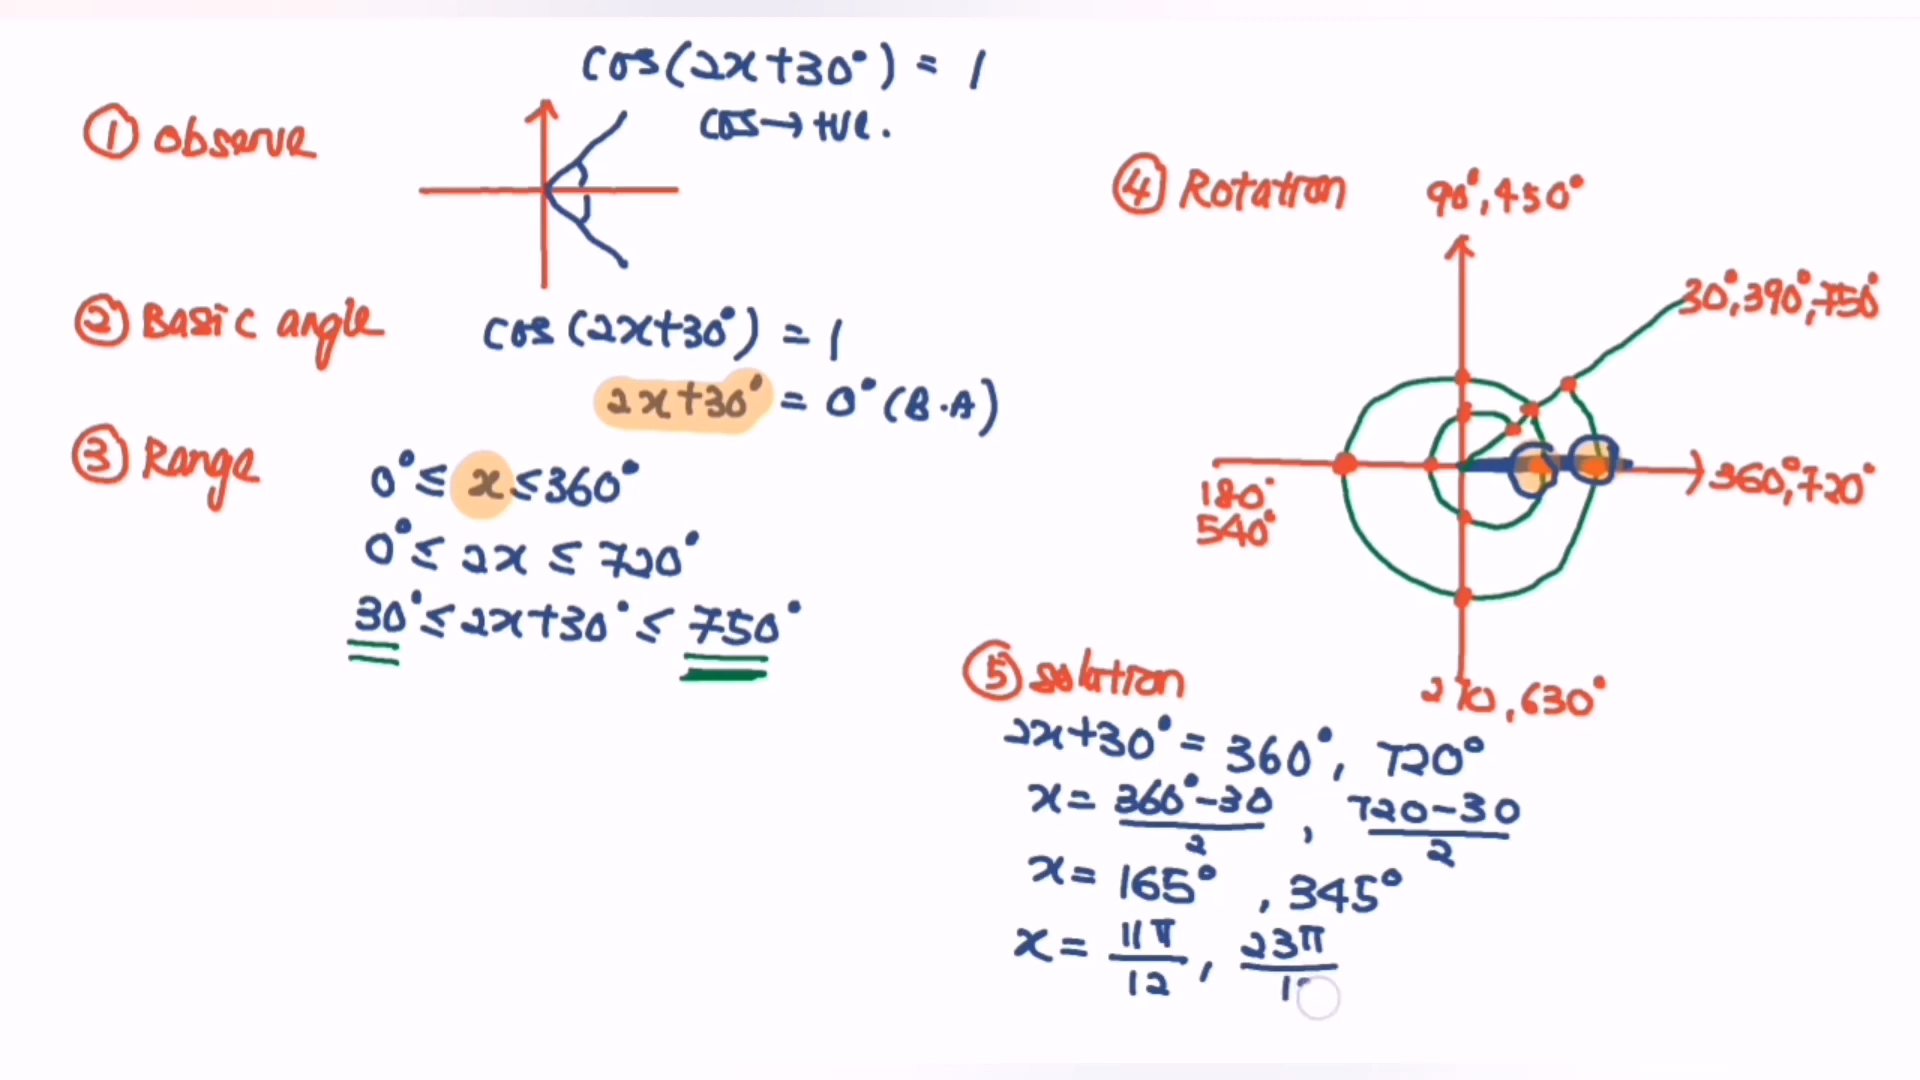 cos(2x+30°) = 1
① Observe
cos → +ve.
② Basic angle
cos (2x+30°) = 1
2x+30° = 0° (B.A)
③ Range
0° ≤ x ≤ 360°
0° ≤ 2x ≤ 720°
30° ≤ 2x+30° ≤ 750°
④ Rotation
90°, 450°
30°, 390°, 750°
180°
540°
360°, 720°
270, 630°
⑤ solution
2x+30° = 360°, 720°
x = (360°-30)/2 , (720-30)/2
x = 165° , 345°
x = 11π/12 , 23π/1